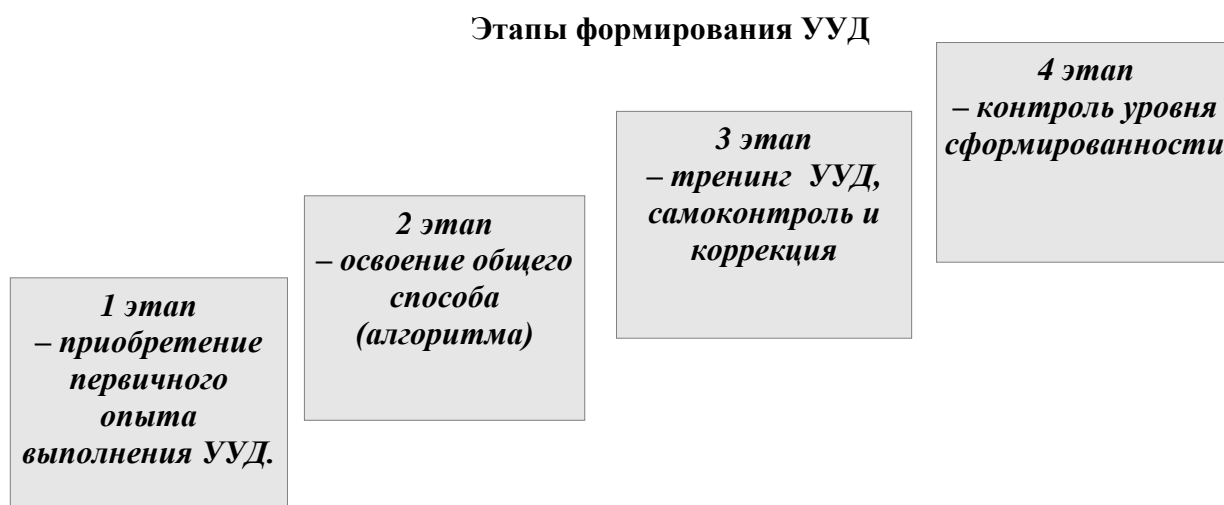 Этапы формирования УУД
1 этап
– приобретение
первичного
опыта
выполнения УУД.
2 этап
– освоение общего
способа
(алгоритма)
3 этап
– тренинг  УУД,
самоконтроль и
коррекция
4 этап
– контроль уровня
сформированности